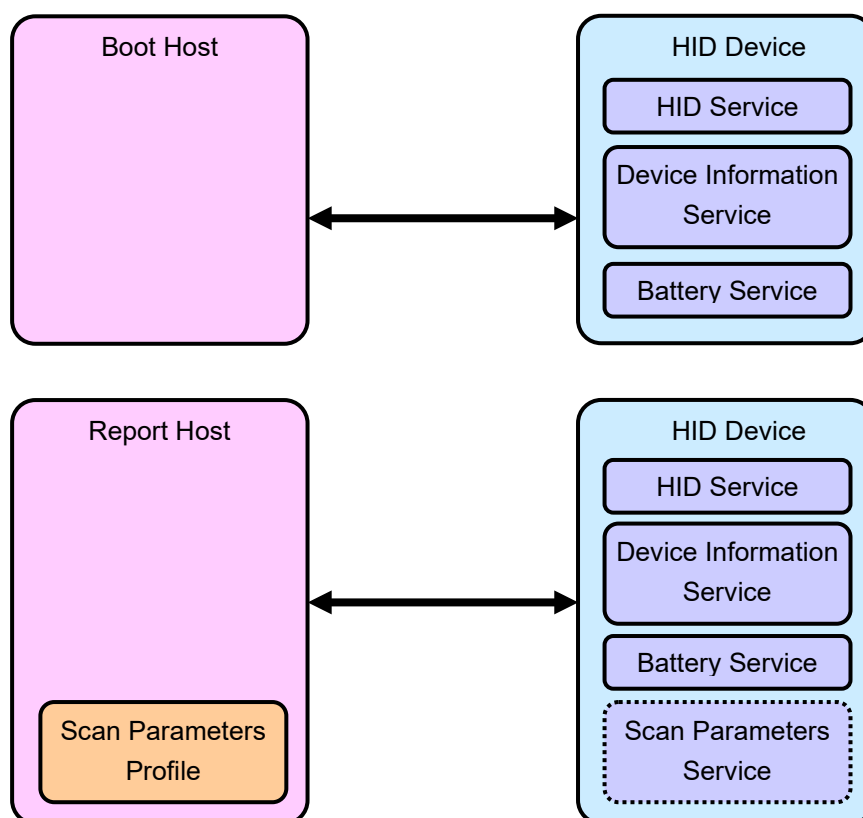 Boot Host
HID Device
HID Service
Device Information
Service
Battery Service
Report Host
HID Device
HID Service
Device Information
Service
Battery Service
Scan Parameters
Profile
Scan Parameters
Service